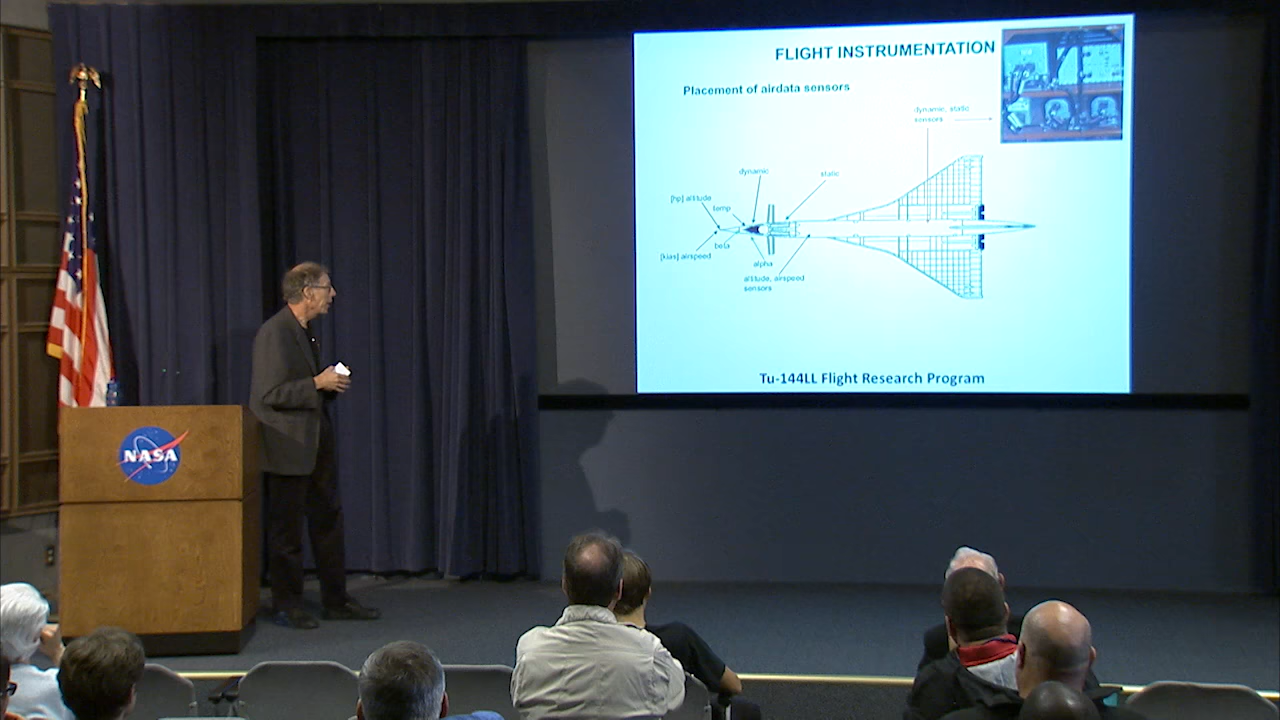 FLIGHT INSTRUMENTATION
Placement of airdata sensors
dynamic, static
sensors
dynamic
static
[hp] altitude
temp
beta
[kias] airspeed
alpha
altitude, airspeed
sensors
Tu-144LL Flight Research Program
NASA